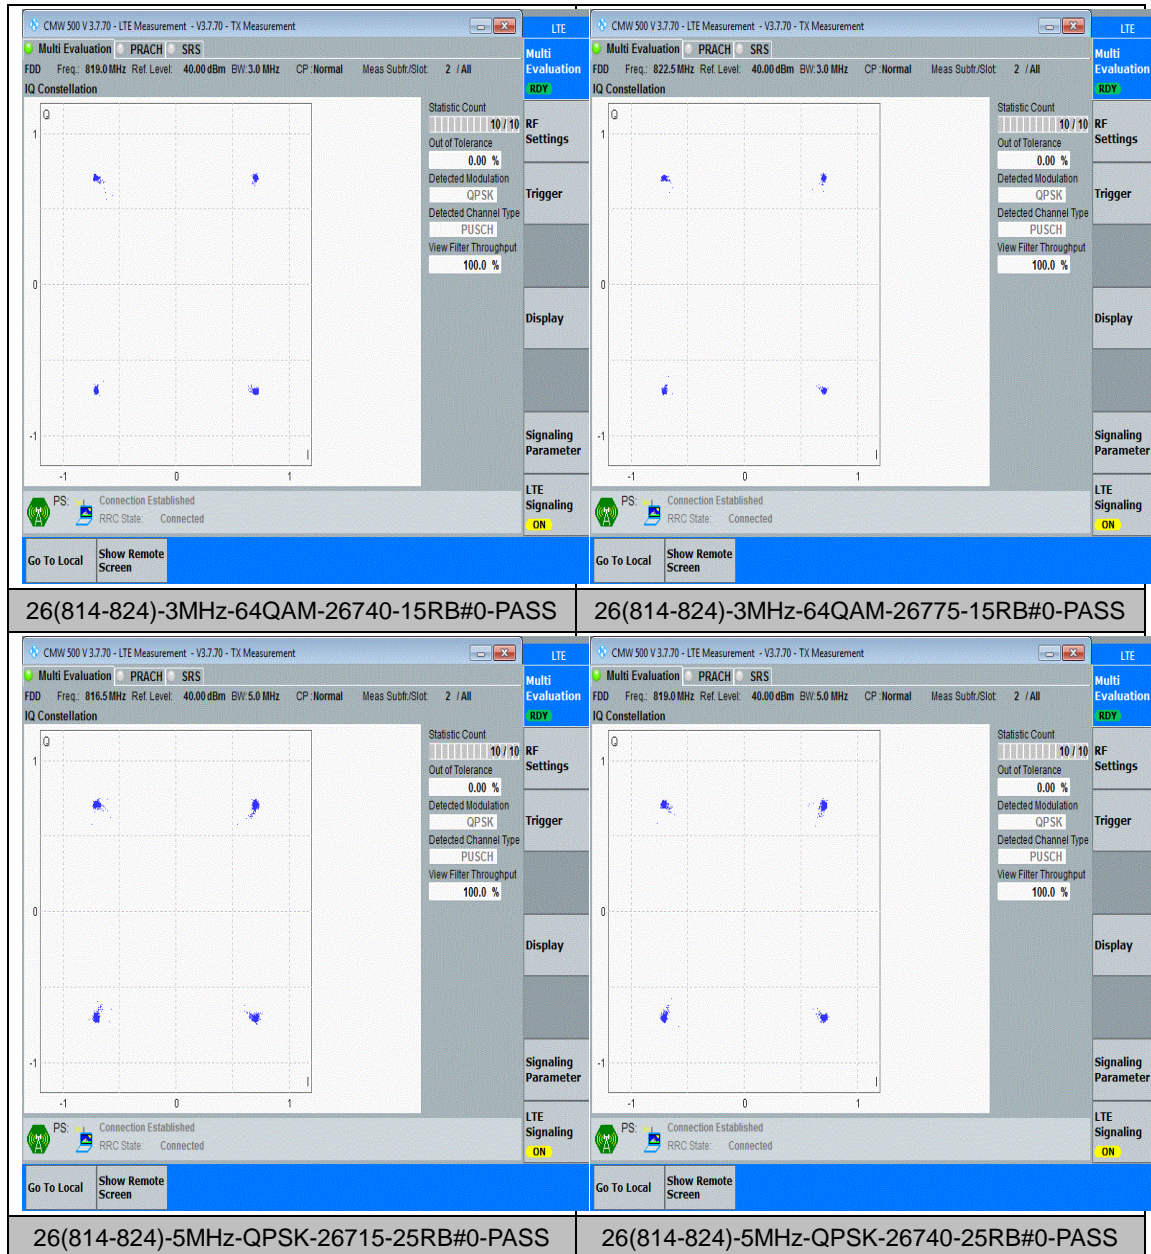 CMW 500 V 3.7.70 - LTE Measurement - V3.7.70 - TX Measurement
LTE
Multi Evaluation PRACH SRS
Multi
Evaluation
RDY
FDD Freq.: 819.0 MHz Ref. Level: 40.00 dBm BW: 3.0 MHz CP : Normal Meas Subfr./Slot: 2 / All
IQ Constellation
Q
1
0
-1
-1 0 1
I
Statistic Count
10 / 10
Out of Tolerance
0.00 %
Detected Modulation
QPSK
Detected Channel Type
PUSCH
View Filter Throughput
100.0 %
RF
Settings
Trigger
Display
Signaling
Parameter
LTE
Signaling
ON
PS: Connection Established
RRC State: Connected
Go To Local
Show Remote
Screen
CMW 500 V 3.7.70 - LTE Measurement - V3.7.70 - TX Measurement
LTE
Multi Evaluation PRACH SRS
Multi
Evaluation
RDY
FDD Freq.: 822.5 MHz Ref. Level: 40.00 dBm BW: 3.0 MHz CP : Normal Meas Subfr./Slot: 2 / All
IQ Constellation
Q
1
0
-1
-1 0 1
I
Statistic Count
10 / 10
Out of Tolerance
0.00 %
Detected Modulation
QPSK
Detected Channel Type
PUSCH
View Filter Throughput
100.0 %
RF
Settings
Trigger
Display
Signaling
Parameter
LTE
Signaling
ON
PS: Connection Established
RRC State: Connected
Go To Local
Show Remote
Screen
26(814-824)-3MHz-64QAM-26740-15RB#0-PASS
26(814-824)-3MHz-64QAM-26775-15RB#0-PASS
CMW 500 V 3.7.70 - LTE Measurement - V3.7.70 - TX Measurement
LTE
Multi Evaluation PRACH SRS
Multi
Evaluation
RDY
FDD Freq.: 816.5 MHz Ref. Level: 40.00 dBm BW: 5.0 MHz CP : Normal Meas Subfr./Slot: 2 / All
IQ Constellation
Q
1
0
-1
-1 0 1
I
Statistic Count
10 / 10
Out of Tolerance
0.00 %
Detected Modulation
QPSK
Detected Channel Type
PUSCH
View Filter Throughput
100.0 %
RF
Settings
Trigger
Display
Signaling
Parameter
LTE
Signaling
ON
PS: Connection Established
RRC State: Connected
Go To Local
Show Remote
Screen
CMW 500 V 3.7.70 - LTE Measurement - V3.7.70 - TX Measurement
LTE
Multi Evaluation PRACH SRS
Multi
Evaluation
RDY
FDD Freq.: 819.0 MHz Ref. Level: 40.00 dBm BW: 5.0 MHz CP : Normal Meas Subfr./Slot: 2 / All
IQ Constellation
Q
1
0
-1
-1 0 1
I
Statistic Count
10 / 10
Out of Tolerance
0.00 %
Detected Modulation
QPSK
Detected Channel Type
PUSCH
View Filter Throughput
100.0 %
RF
Settings
Trigger
Display
Signaling
Parameter
LTE
Signaling
ON
PS: Connection Established
RRC State: Connected
Go To Local
Show Remote
Screen
26(814-824)-5MHz-QPSK-26715-25RB#0-PASS
26(814-824)-5MHz-QPSK-26740-25RB#0-PASS